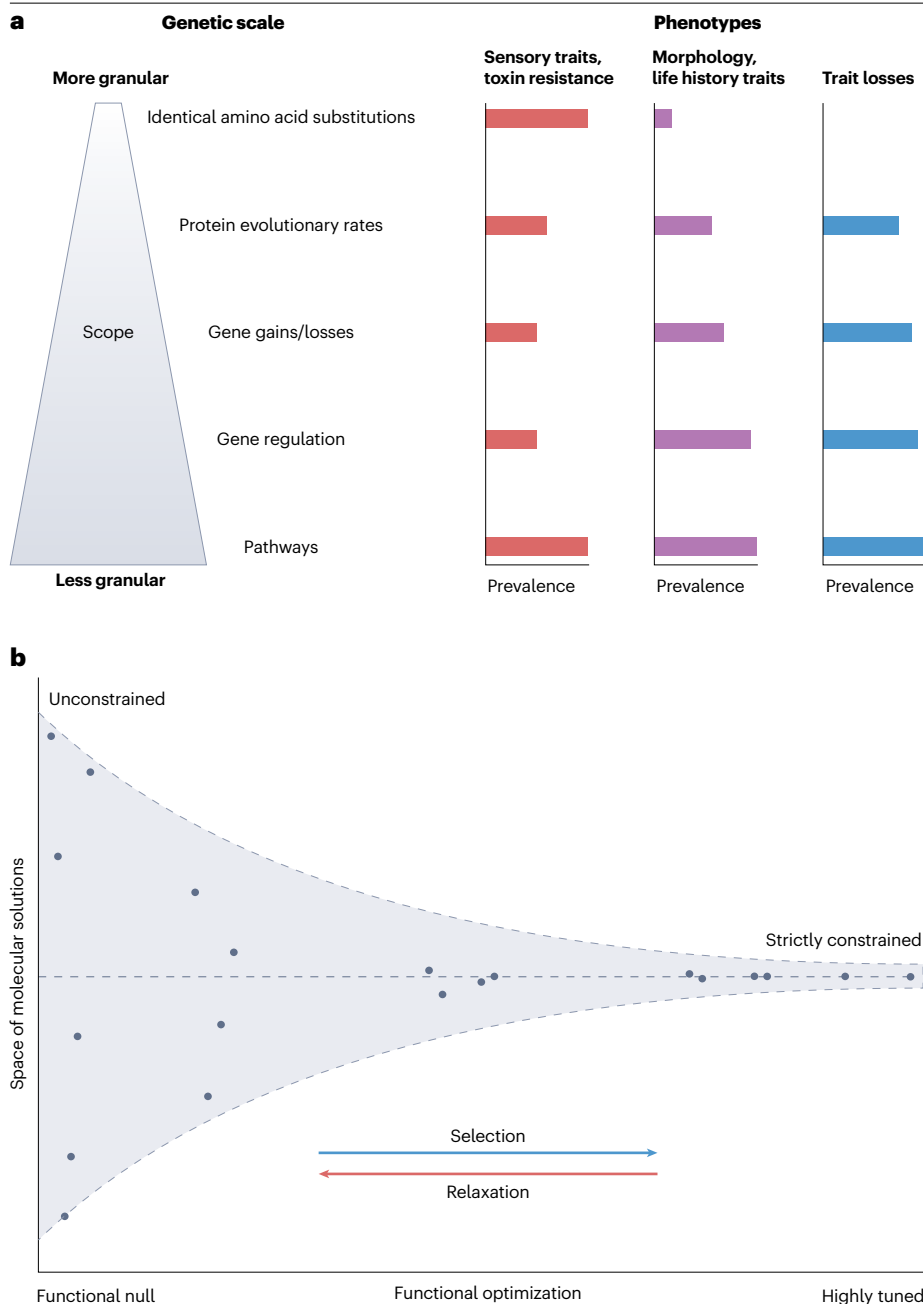 a
Genetic scale
Phenotypes
More granular
Sensory traits,
toxin resistance
Morphology,
life history traits
Trait losses
Identical amino acid substitutions
Protein evolutionary rates
Scope
Gene gains/losses
Gene regulation
Pathways
Less granular
Prevalence
Prevalence
Prevalence
b
Unconstrained
Space of molecular solutions
Strictly constrained
Selection
Relaxation
Functional null
Functional optimization
Highly tuned